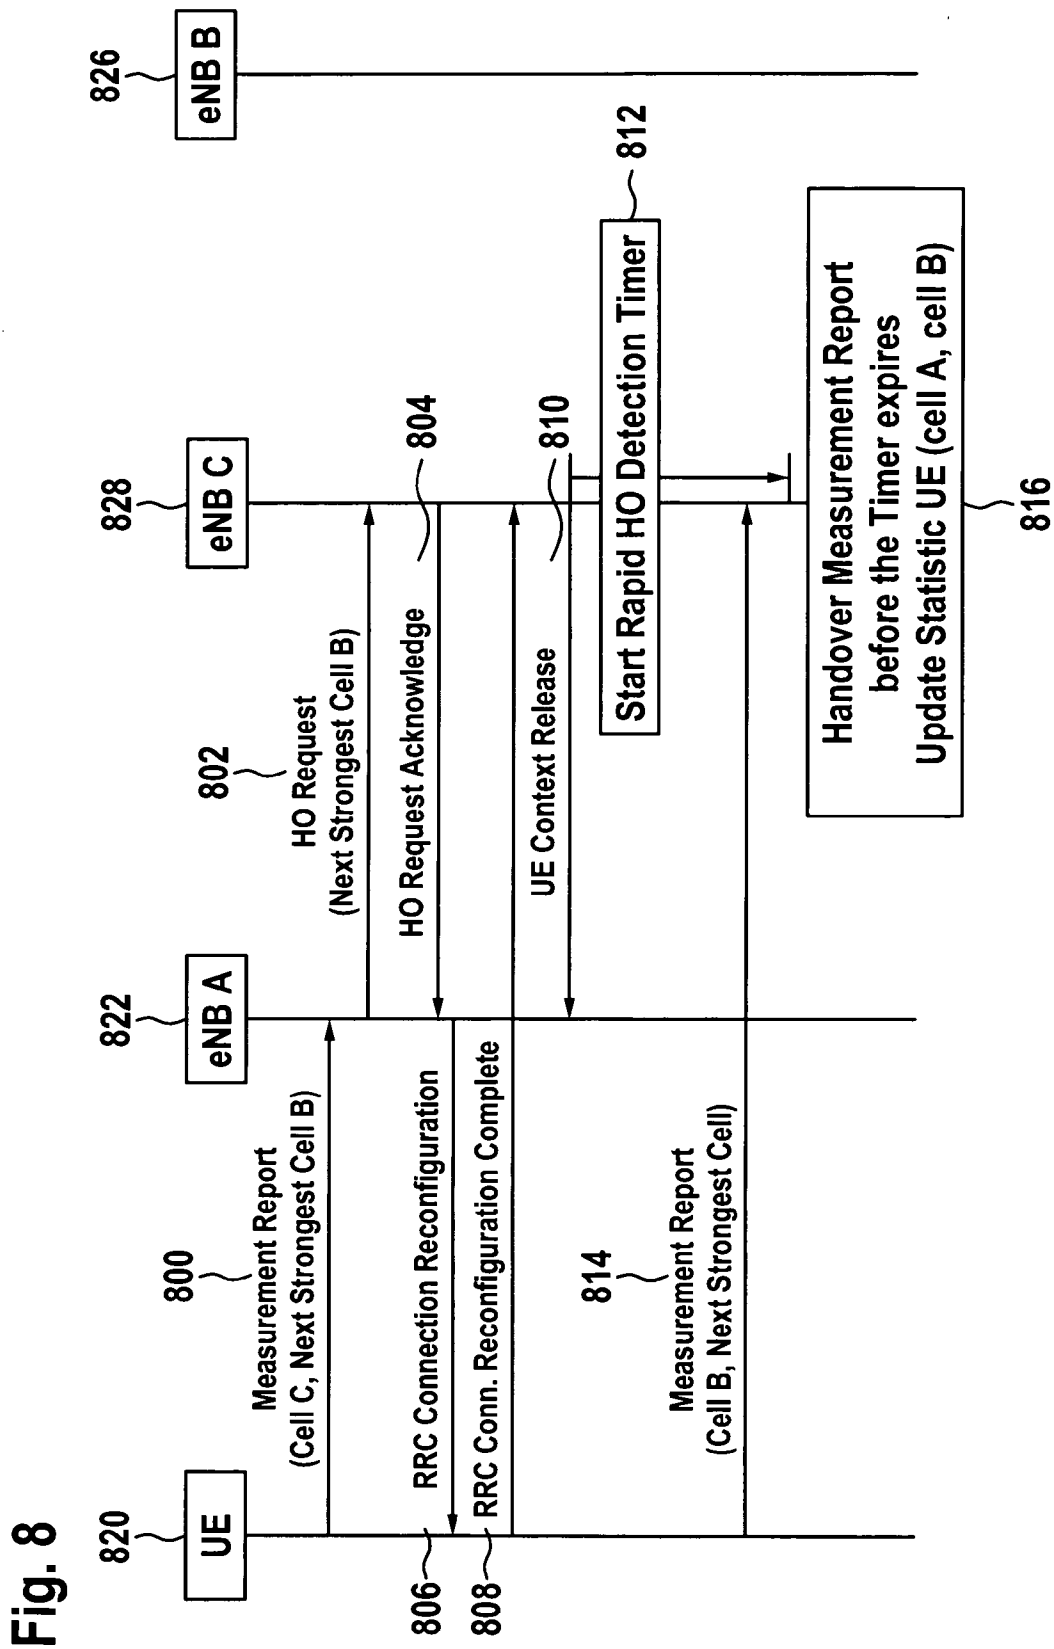 Fig. 8
820
UE
822
eNB A
828
eNB C
826
eNB B
800
Measurement Report
(Cell C, Next Strongest Cell B)
802
HO Request
(Next Strongest Cell B)
HO Request Acknowledge
804
806
RRC Connection Reconfiguration
808
RRC Conn. Reconfiguration Complete
UE Context Release
810
Start Rapid HO Detection Timer
812
814
Measurement Report
(Cell B, Next Strongest Cell)
Handover Measurement Report
before the Timer expires
Update Statistic UE (cell A, cell B)
816